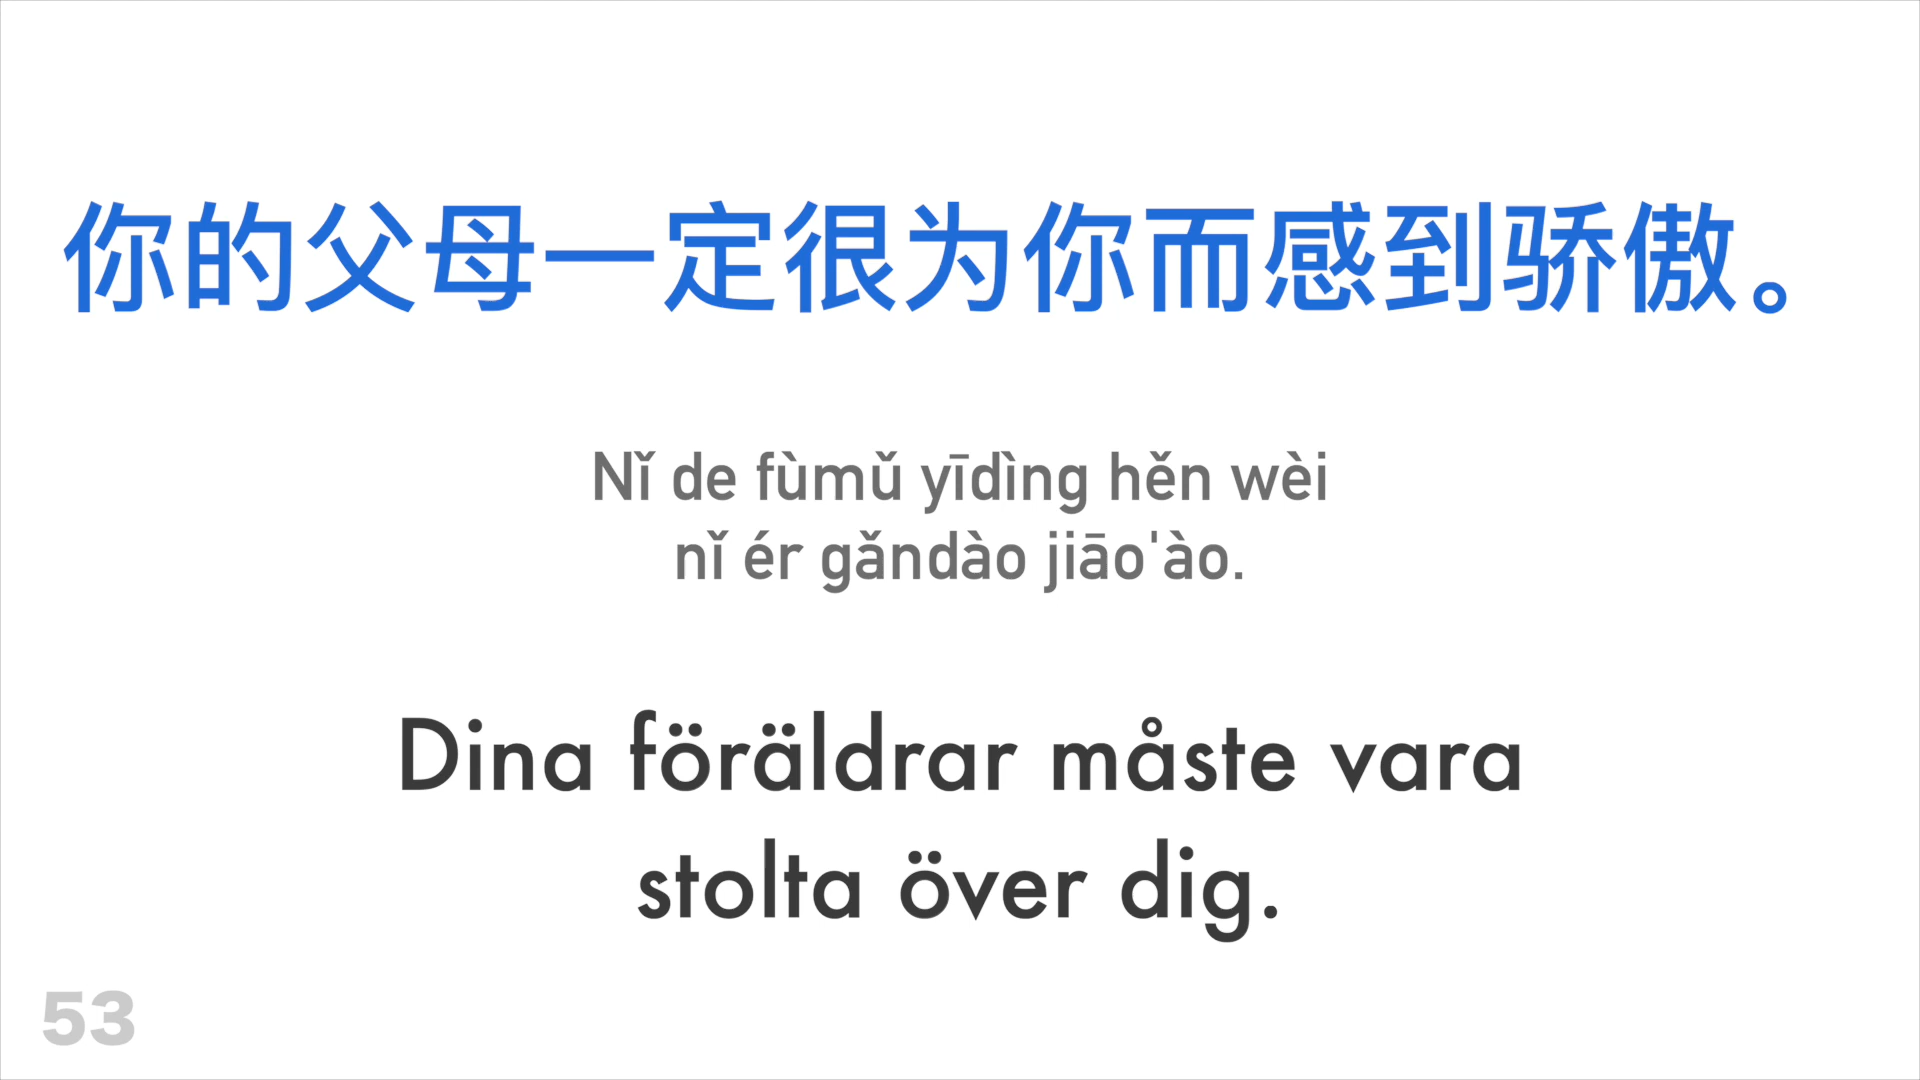 你的父母一定很为你而感到骄傲。
Nǐ de fùmǔ yīdìng hěn wèi
nǐ ér gǎndào jiāo'ào.
Dina föräldrar måste vara
stolta över dig.
53